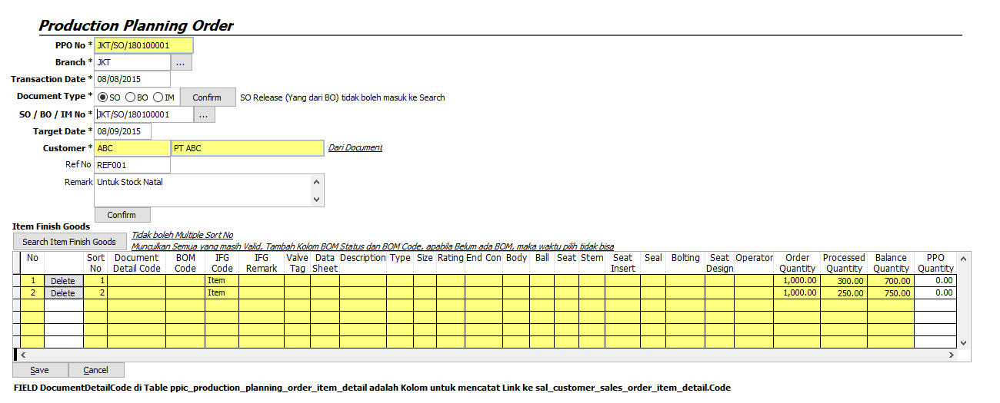 Production Planning Order
PPO No * JKT/SO/180100001
Branch * JKT ...
Transaction Date * 08/08/2015
Document Type * SO BO IM Confirm SO Release (Yang dari BO) tidak boleh masuk ke Search
SO / BO / IM No * JKT/SO/180100001 ...
Target Date * 08/09/2015
Customer * ABC PT ABC Dari Document
Ref No REF001
Remark Untuk Stock Natal
Confirm
Item Finish Goods
Search Item Finish Goods
Tidak boleh Multiple Sort No
Munculkan Semua yang masih Valid, Tambah Kolom BOM Status dan BOM Code, apabila Belum ada BOM, maka waktu pilih tidak bisa
No Sort Document BOM IFG IFG Valve Data Description Type Size Rating End Con Body Ball Seat Stem Seat Seal Bolting Seat Operator Order Processed Balance PPO
No Detail Code Code Code Remark Tag Sheet Insert Design Quantity Quantity Quantity Quantity
1 Delete 1 Item 1,000.00 300.00 700.00 0.00
2 Delete 2 Item 1,000.00 250.00 750.00 0.00
Save Cancel
FIELD DocumentDetailCode di Table ppic_production_planning_order_item_detail adalah Kolom untuk mencatat Link ke sal_customer_sales_order_item_detail.Code